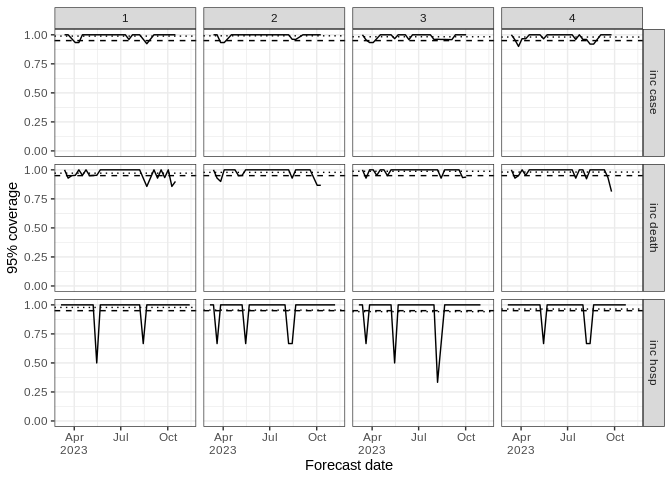 1 2 3 4
1.00
0.75
0.50
0.25
0.00
inc case
1.00
0.75
0.50
0.25
0.00
inc death
1.00
0.75
0.50
0.25
0.00
inc hosp
95% coverage
Apr Jul Oct Apr Jul Oct Apr Jul Oct Apr Jul Oct
2023 2023 2023 2023
Forecast date